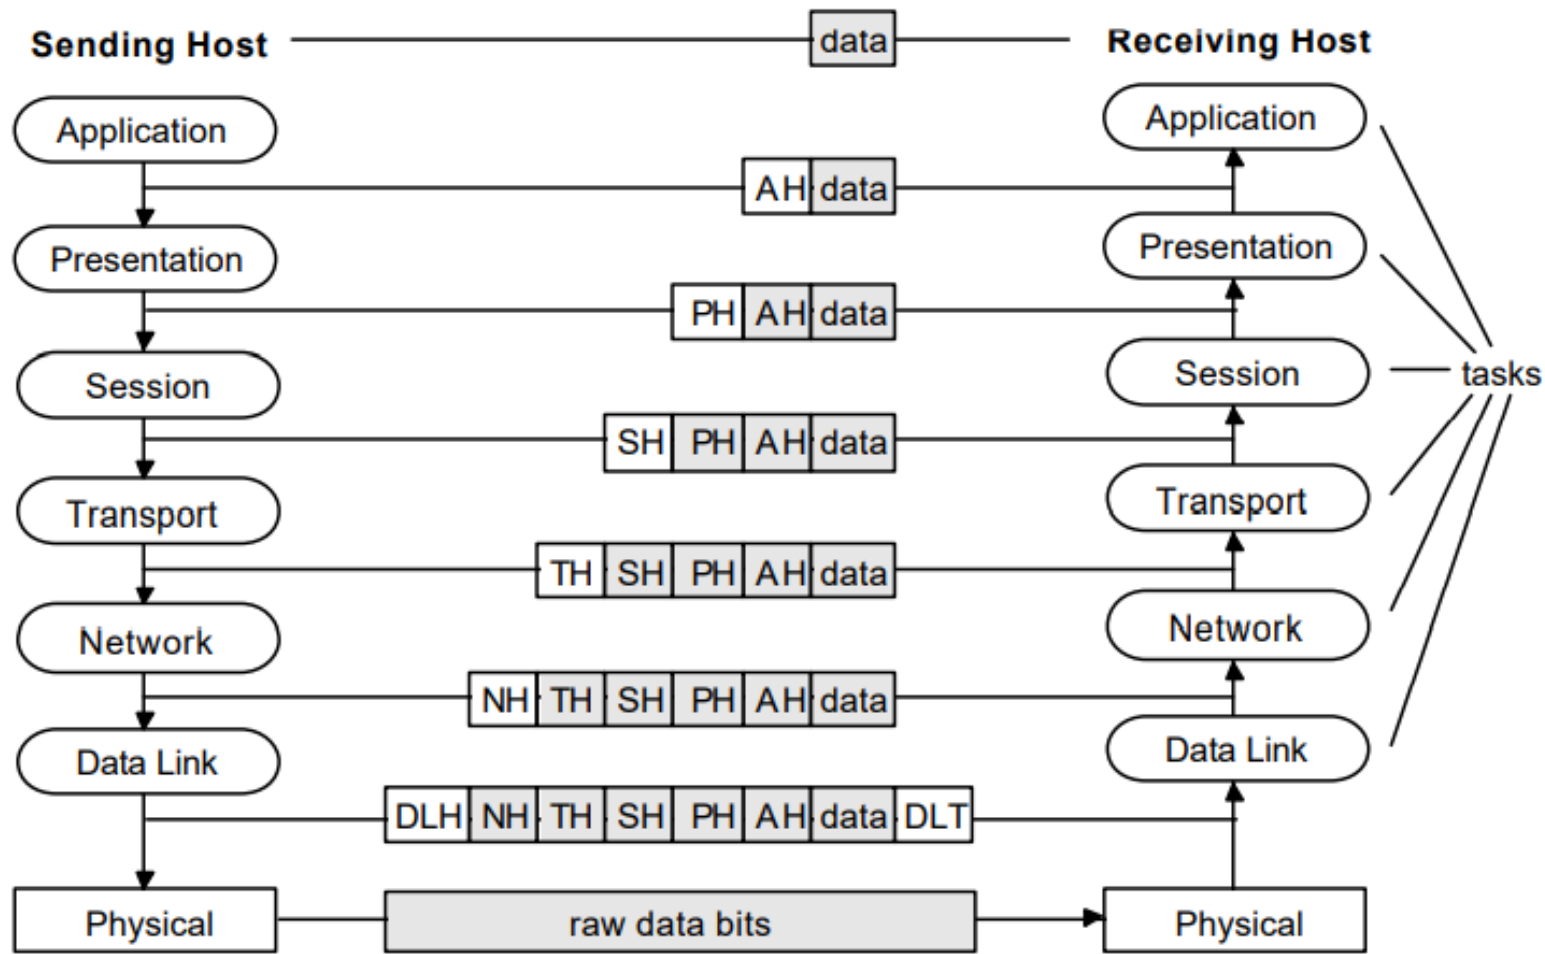 Sending Host data Receiving Host
Application Application
AH data
Presentation Presentation
PH AH data
Session Session tasks
SH PH AH data
Transport Transport
TH SH PH AH data
Network Network
NH TH SH PH AH data
Data Link Data Link
DLH NH TH SH PH AH data DLT
Physical raw data bits Physical